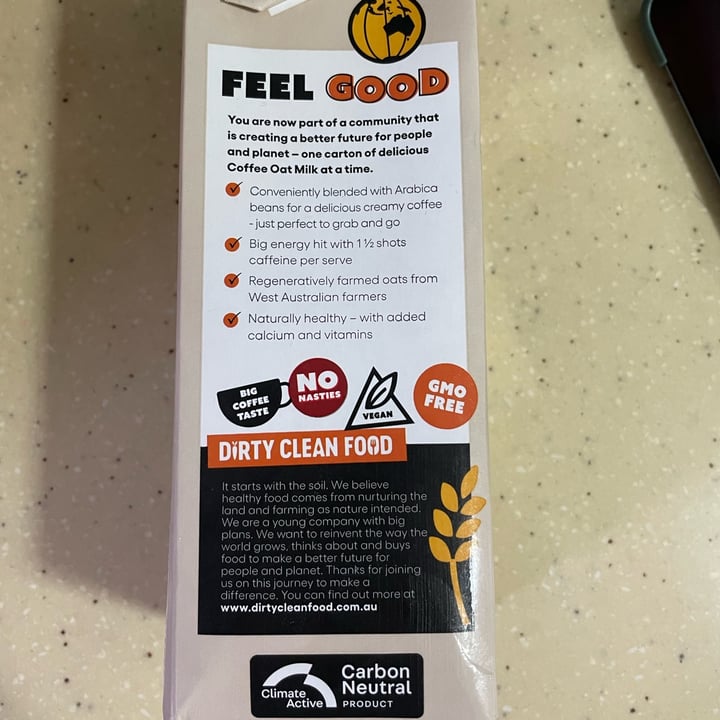 FEEL GOOD
You are now part of a community that
is creating a better future for people
and planet – one carton of delicious
Coffee Oat Milk at a time.
Conveniently blended with Arabica
beans for a delicious creamy coffee
- just perfect to grab and go
Big energy hit with 1 ½ shots
caffeine per serve
Regeneratively farmed oats from
West Australian farmers
Naturally healthy – with added
calcium and vitamins
BIG
COFFEE
TASTE
NO
NASTIES
VEGAN
GMO
FREE
DIRTY CLEAN FOOD
It starts with the soil. We believe
healthy food comes from nurturing the
land and farming as nature intended.
We are a young company with big
plans. We want to reinvent the way the
world grows, thinks about and buys
food to make a better future for
people and planet. Thanks for joining
us on this journey to make a
difference. You can find out more at
www.dirtycleanfood.com.au
Climate
Active
Carbon
Neutral
PRODUCT